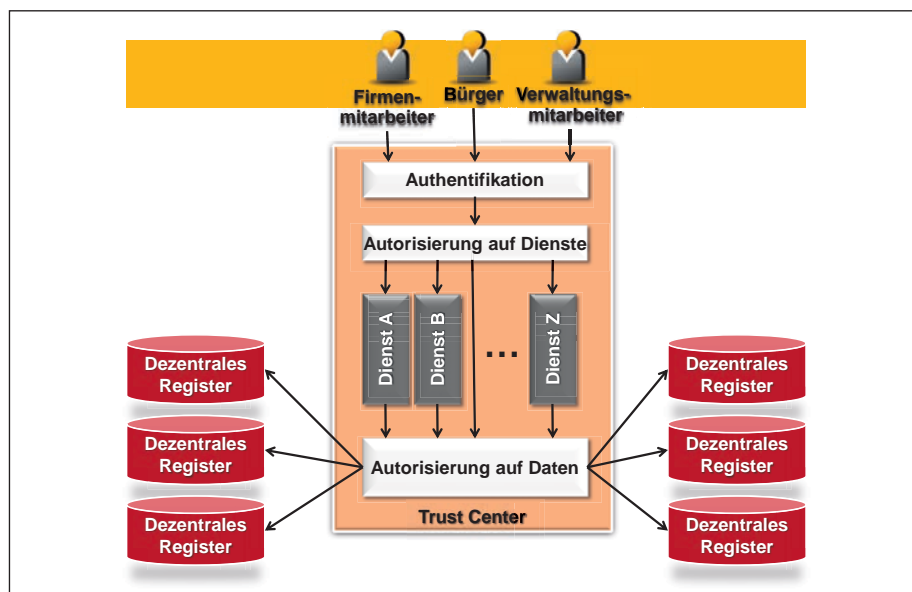 Firmen-
mitarbeiter
Bürger
Verwaltungs-
mitarbeiter
Authentifikation
Autorisierung auf Dienste
Dienst A
Dienst B
...
Dienst Z
Dezentrales
Register
Dezentrales
Register
Dezentrales
Register
Autorisierung auf Daten
Trust Center
Dezentrales
Register
Dezentrales
Register
Dezentrales
Register